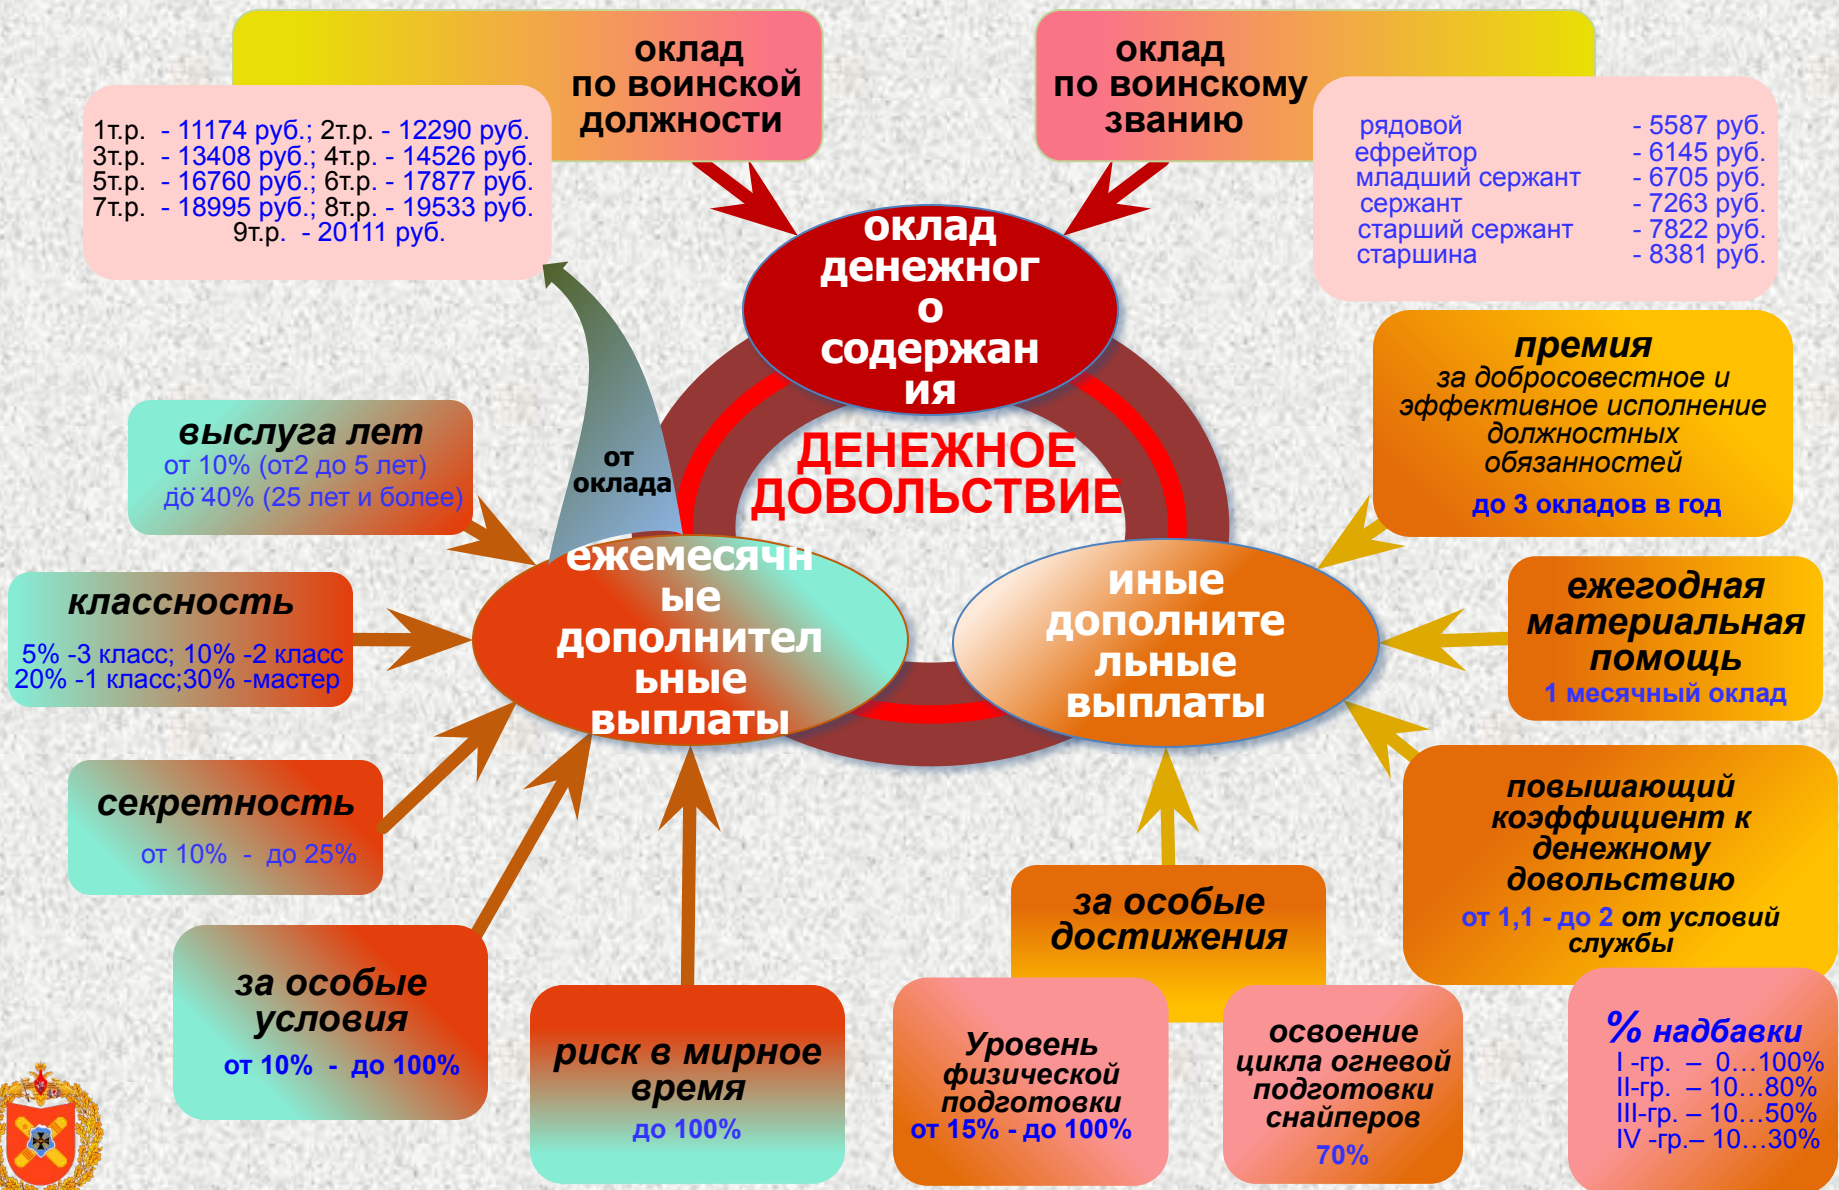 оклад
по воинской
должности
1т.р. - 11174 руб.; 2т.р. - 12290 руб.
3т.р. - 13408 руб.; 4т.р. - 14526 руб.
5т.р. - 16760 руб.; 6т.р. - 17877 руб.
7т.р. - 18995 руб.; 8т.р. - 19533 руб.
9т.р. - 20111 руб.
оклад
по воинскому
званию
рядовой - 5587 руб.
ефрейтор - 6145 руб.
младший сержант - 6705 руб.
сержант - 7263 руб.
старший сержант - 7822 руб.
старшина - 8381 руб.
оклад
денежног
о
содержан
ия
ДЕНЕЖНОЕ
ДОВОЛЬСТВИЕ
от
оклада
выслуга лет
от 10% (от2 до 5 лет)
....
до 40% (25 лет и более)
классность
5% -3 класс; 10% -2 класс
20% -1 класс;30% -мастер
секретность
от 10% - до 25%
за особые
условия
от 10% - до 100%
риск в мирное
время
до 100%
ежемесячн
ые
дополнител
ьные
выплаты
иные
дополните
льные
выплаты
премия
за добросовестное и
эффективное исполнение
должностных
обязанностей
до 3 окладов в год
ежегодная
материальная
помощь
1 месячный оклад
повышающий
коэффициент к
денежному
довольствию
от 1,1 - до 2 от условий
службы
за особые
достижения
Уровень
физической
подготовки
от 15% - до 100%
освоение
цикла огневой
подготовки
снайперов
70%
% надбавки
I -гр. – 0…100%
II-гр. – 10…80%
III-гр. – 10…50%
IV -гр.– 10…30%